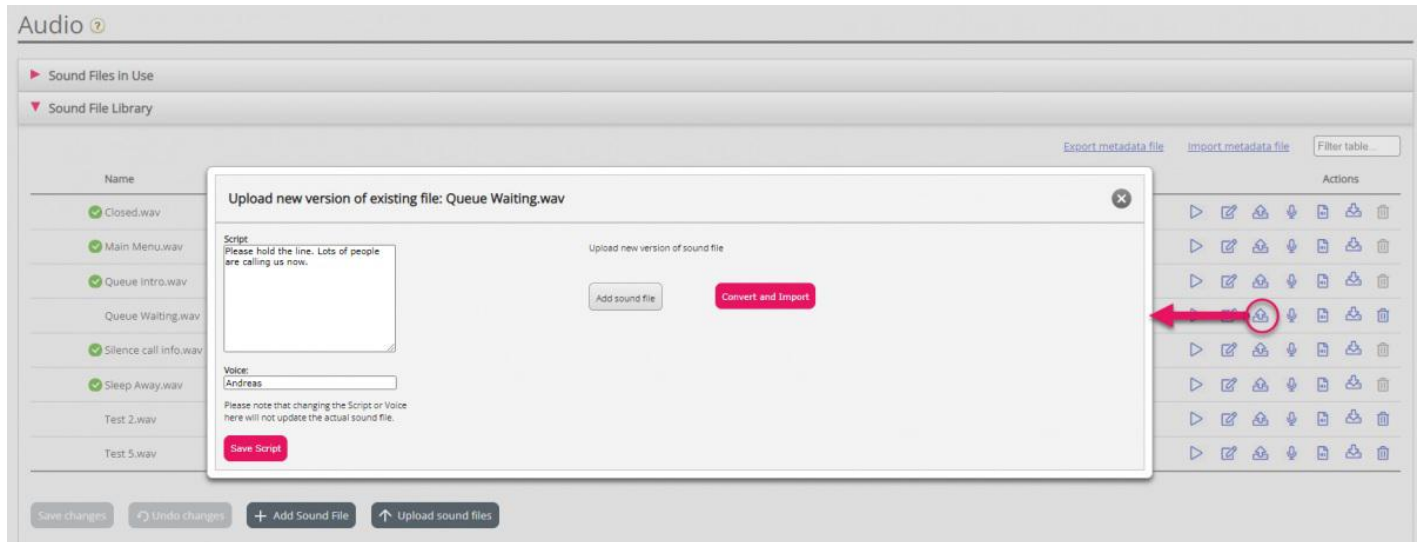 Audio ?
Sound Files in Use
Sound File Library
Export metadata file Import metadata file Filter table...
Name Actions
Upload new version of existing file: Queue Waiting.wav
Closed.wav
Main Menu.wav
Queue Intro.wav
Queue Waiting.wav
Silence call info.wav
Sleep Away.wav
Test 2.wav
Test 5.wav
Script
Please hold the line. Lots of people
are calling us now.
Upload new version of sound file
Add sound file Convert and Import
Voice:
Andreas
Please note that changing the Script or Voice
here will not update the actual sound file.
Save Script
Save changes Undo changes + Add Sound File Upload sound files